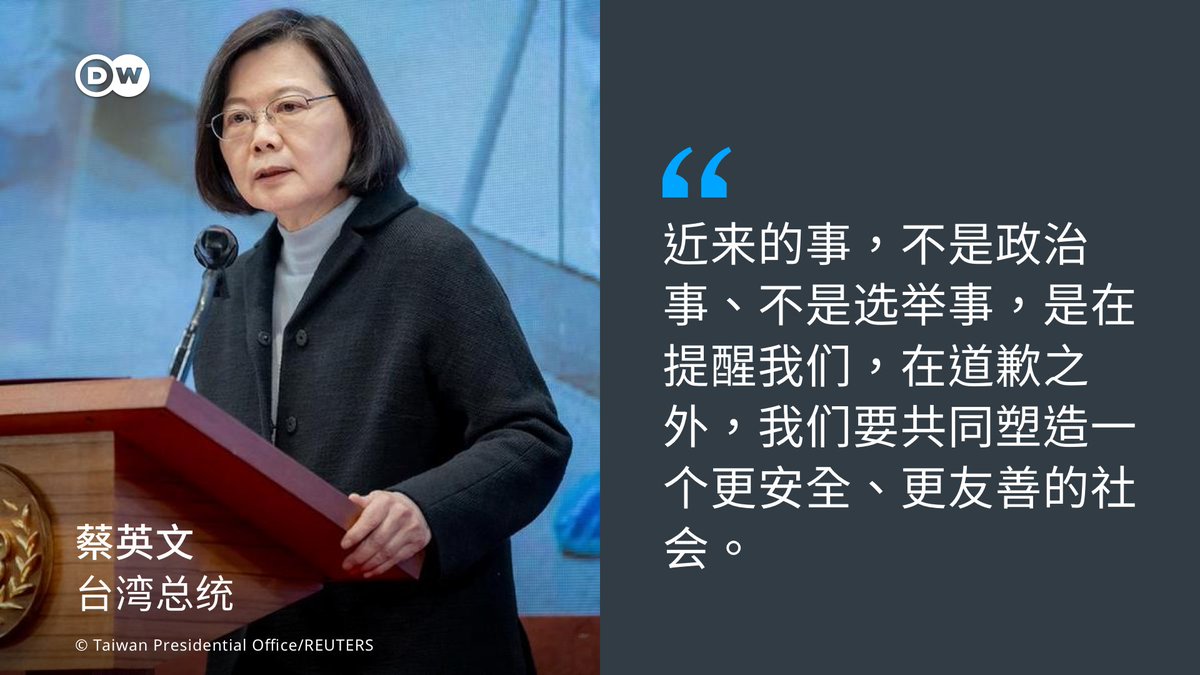 DW
近来的事，不是政治
事、不是选举事，是在
提醒我们，在道歉之
外，我们要共同塑造一
个更安全、更友善的社
会。
蔡英文
台湾总统
© Taiwan Presidential Office/REUTERS